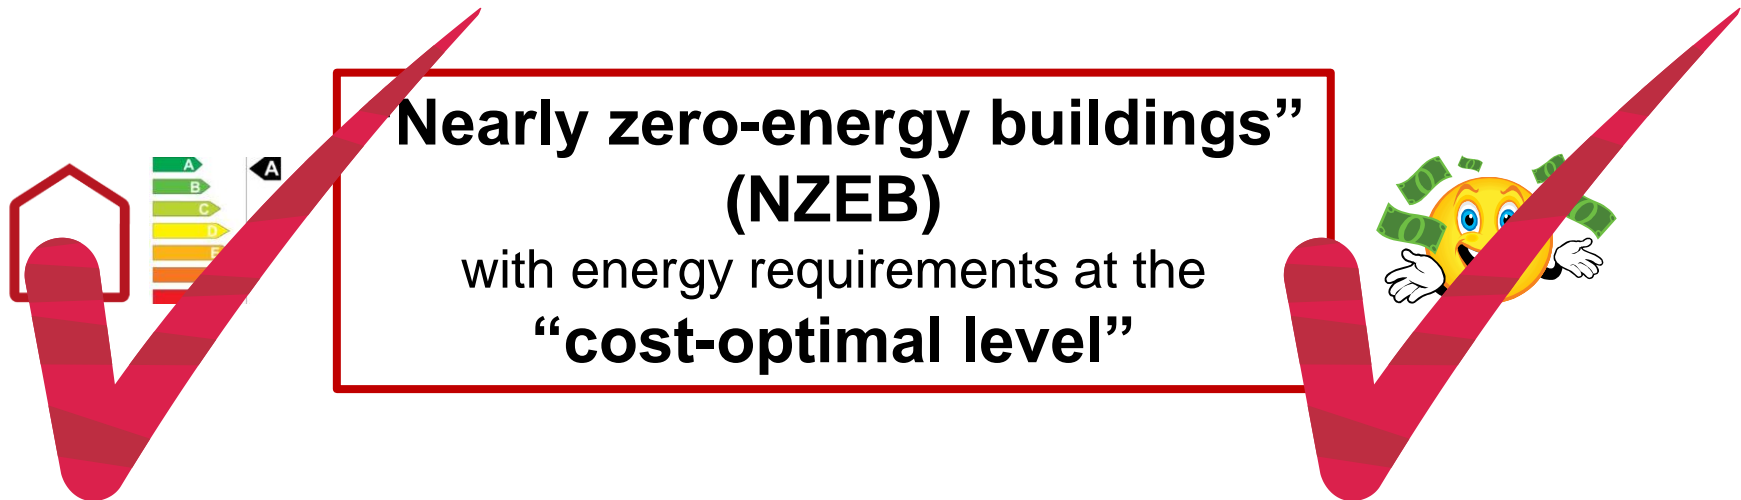 “Nearly zero-energy buildings”
(NZEB)
with energy requirements at the
“cost-optimal level”
A
A
B
C
D
E